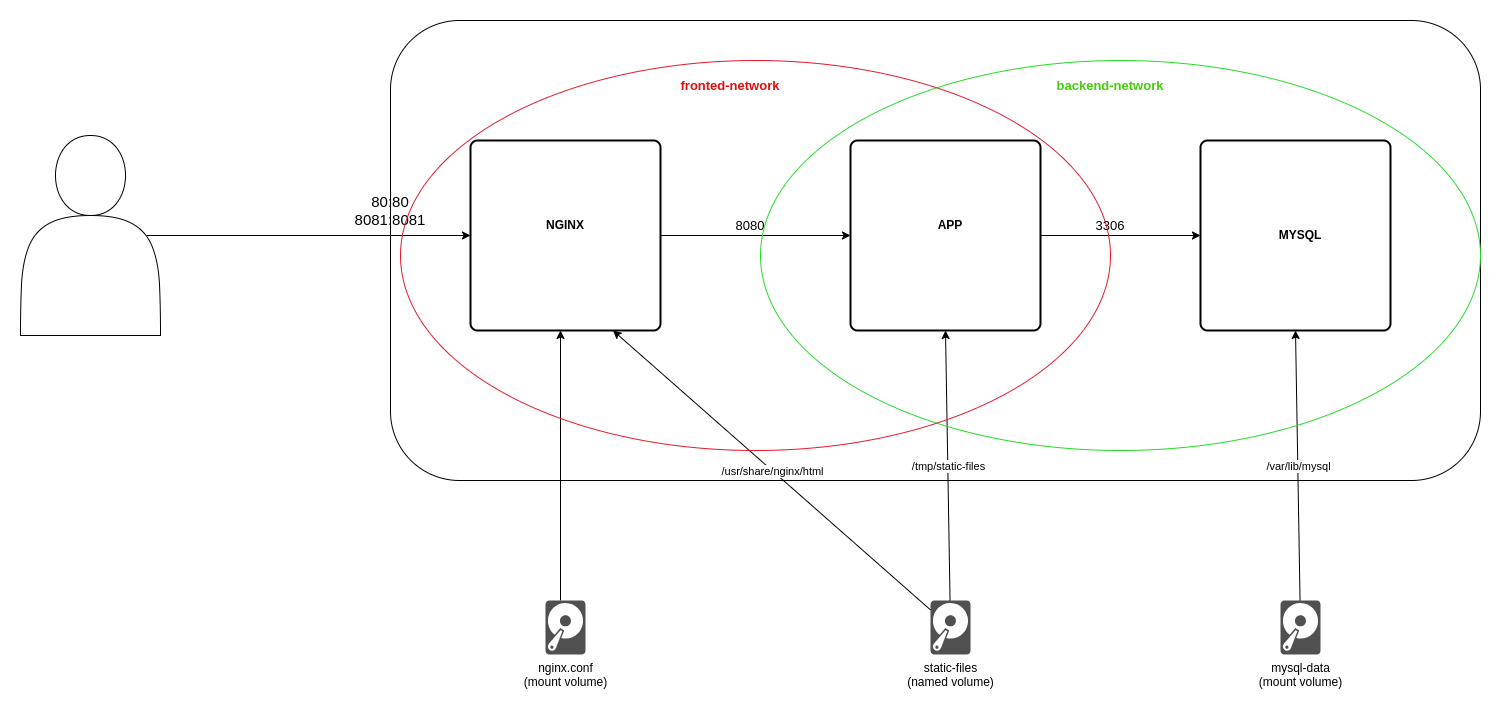 fronted-network
backend-network
80:80
8081:8081
NGINX
8080
APP
3306
MYSQL
/usr/share/nginx/html
/tmp/static-files
/var/lib/mysql
nginx.conf
(mount volume)
static-files
(named volume)
mysql-data
(mount volume)